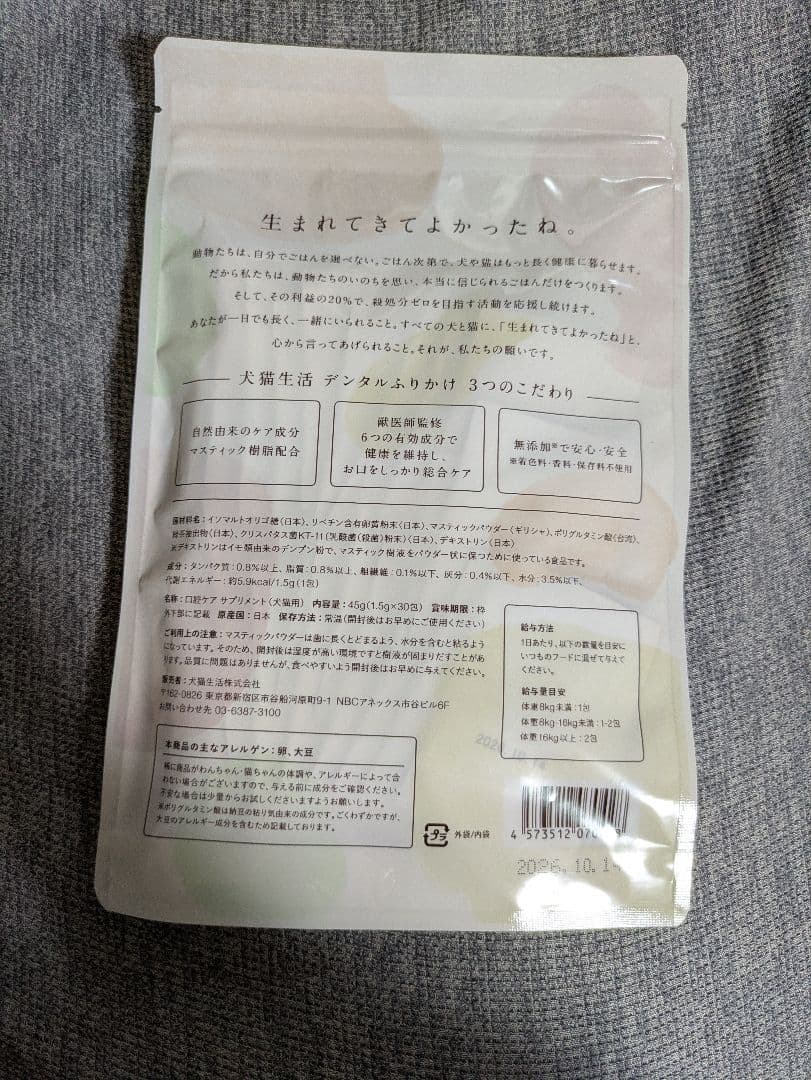 生まれてきてよかったね。
動物たちは、自分でごはんを選べない。ごはん次第で、犬や猫はもっと長く健康に暮らせます。
だから私たちは、動物たちのいのちを思い、本当に信じられるごはんだけをつくります。
そして、その利益の20%で、殺処分ゼロを目指す活動を応援し続けます。
あなたが一日でも長く、一緒にいられること。すべての犬と猫に、「生まれてきてよかったね」と、
心から言ってあげられること。それが、私たちの願いです。
犬猫生活 デンタルふりかけ 3つのこだわり
自然由来のケア成分
マスティック樹脂配合
獣医師監修
6つの有効成分で
健康を維持し、
お口をしっかり総合ケア
無添加※で安心・安全
※着色料・香料・保存料不使用
原材料名：イソマルトオリゴ糖(日本)、リベチン含有卵黄粉末(日本)、マスティックパウダー(ギリシャ)、ポリグルタミン酸(台湾)、
緑茶抽出物(日本)、クリスパタス菌KT-11(乳酸菌(殺菌)粉末)(日本)、デキストリン(日本)
※デキストリンはイモ類由来のデンプン粉で、マスティック樹液をパウダー状に保つために使っている食品です。
成分：タンパク質：0.8%以上、脂質：0.8%以上、粗繊維：0.1%以下、灰分：0.4%以下、水分：3.5%以下、
代謝エネルギー：約5.9kcal/1.5g(1包)
名称：口腔ケア サプリメント(犬猫用) 内容量：45g(1.5g×30包) 賞味期限：枠
外下部に記載 原産国：日本 保存方法：常温(開封後はお早めにご使用ください)
ご利用上の注意：マスティックパウダーは歯に長くとどまるよう、水分を含むと粘るよう
になっています。そのため、開封後は湿度が高い環境ですと樹液が固まりだすことがあ
ります。品質に問題はありませんが、食べやすいよう開封後はお早めに与えてください。
販売者：犬猫生活株式会社
〒162-0826 東京都新宿区市谷船河原町9-1 NBCアネックス市谷ビル6F
お問い合わせ先 03-6387-3100
給与方法
1日あたり、以下の数量を目安に
いつものフードに混ぜて与えて
ください。
給与量目安
体重8kg未満：1包
体重8kg-16kg未満：1-2包
体重16kg以上：2包
本商品の主なアレルゲン：卵、大豆
稀に商品がわんちゃん・猫ちゃんの体調や、アレルギーによって合
わない場合がございますので、与える前に成分をご確認ください。
不安な場合は少量からお試しくださいますようお願いします。
※ポリグルタミン酸は納豆の粘り気由来の成分です。ごくわずかですが、
大豆のアレルギー成分を含むため記載しております。
プラ
外袋/内袋
4 573512 070
2026.10.14